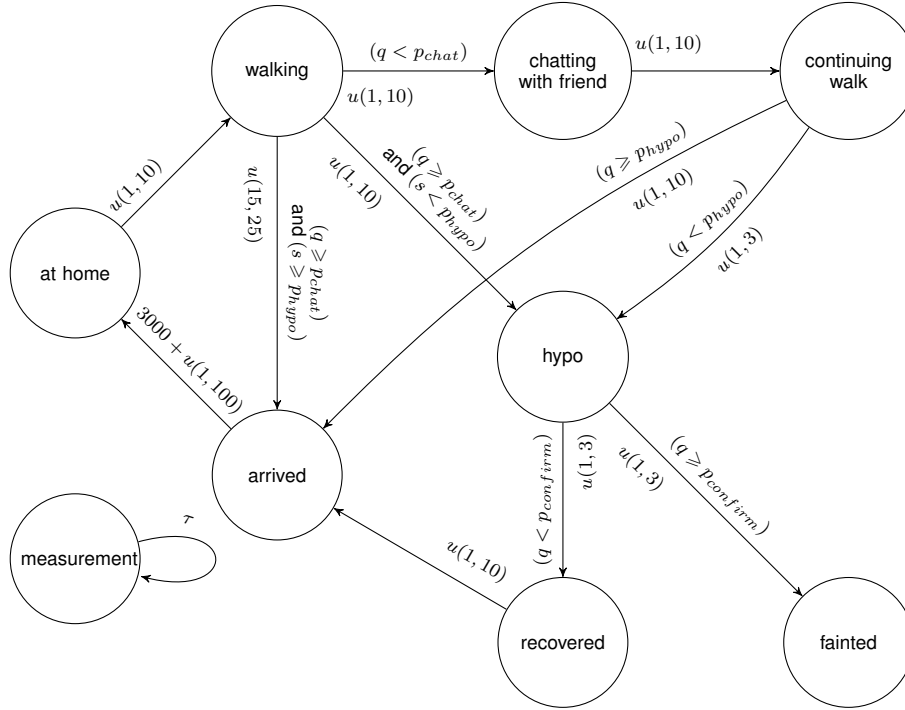 walking
(q < p_chat)
u(1, 10)
chatting
with friend
u(1, 10)
continuing
walk
u(1, 10)
u(15, 25)
(q ⩾ p_chat)
and (s ⩾ p_hypo)
u(1, 10)
(q ⩾ p_chat)
and (s < p_hypo)
(q ⩾ p_hypo)
u(1, 10)
(q < p_hypo)
u(1, 3)
at home
3000 + u(1, 100)
hypo
arrived
(q < p_confirm)
u(1, 3)
(q ⩾ p_confirm)
u(1, 3)
measurement
τ
u(1, 10)
recovered
fainted